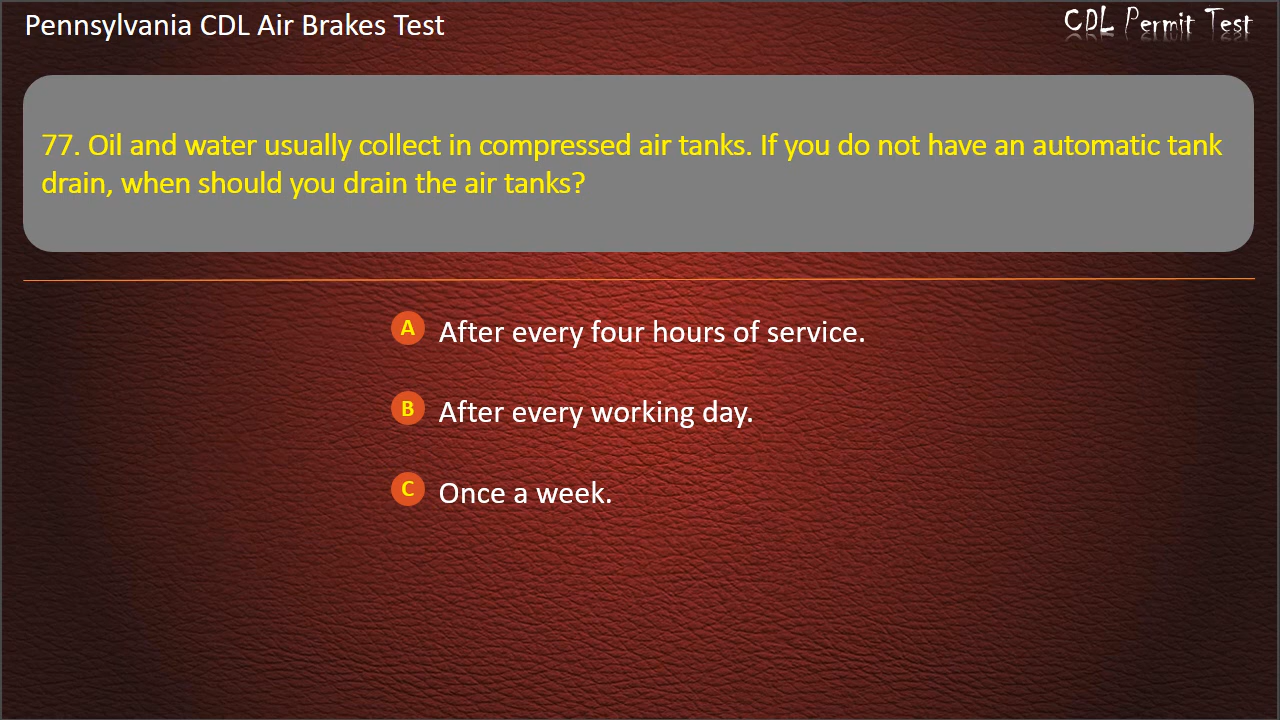 Pennsylvania CDL Air Brakes Test
CDL Permit Test
77. Oil and water usually collect in compressed air tanks. If you do not have an automatic tank
drain, when should you drain the air tanks?
A After every four hours of service.
B After every working day.
C Once a week.